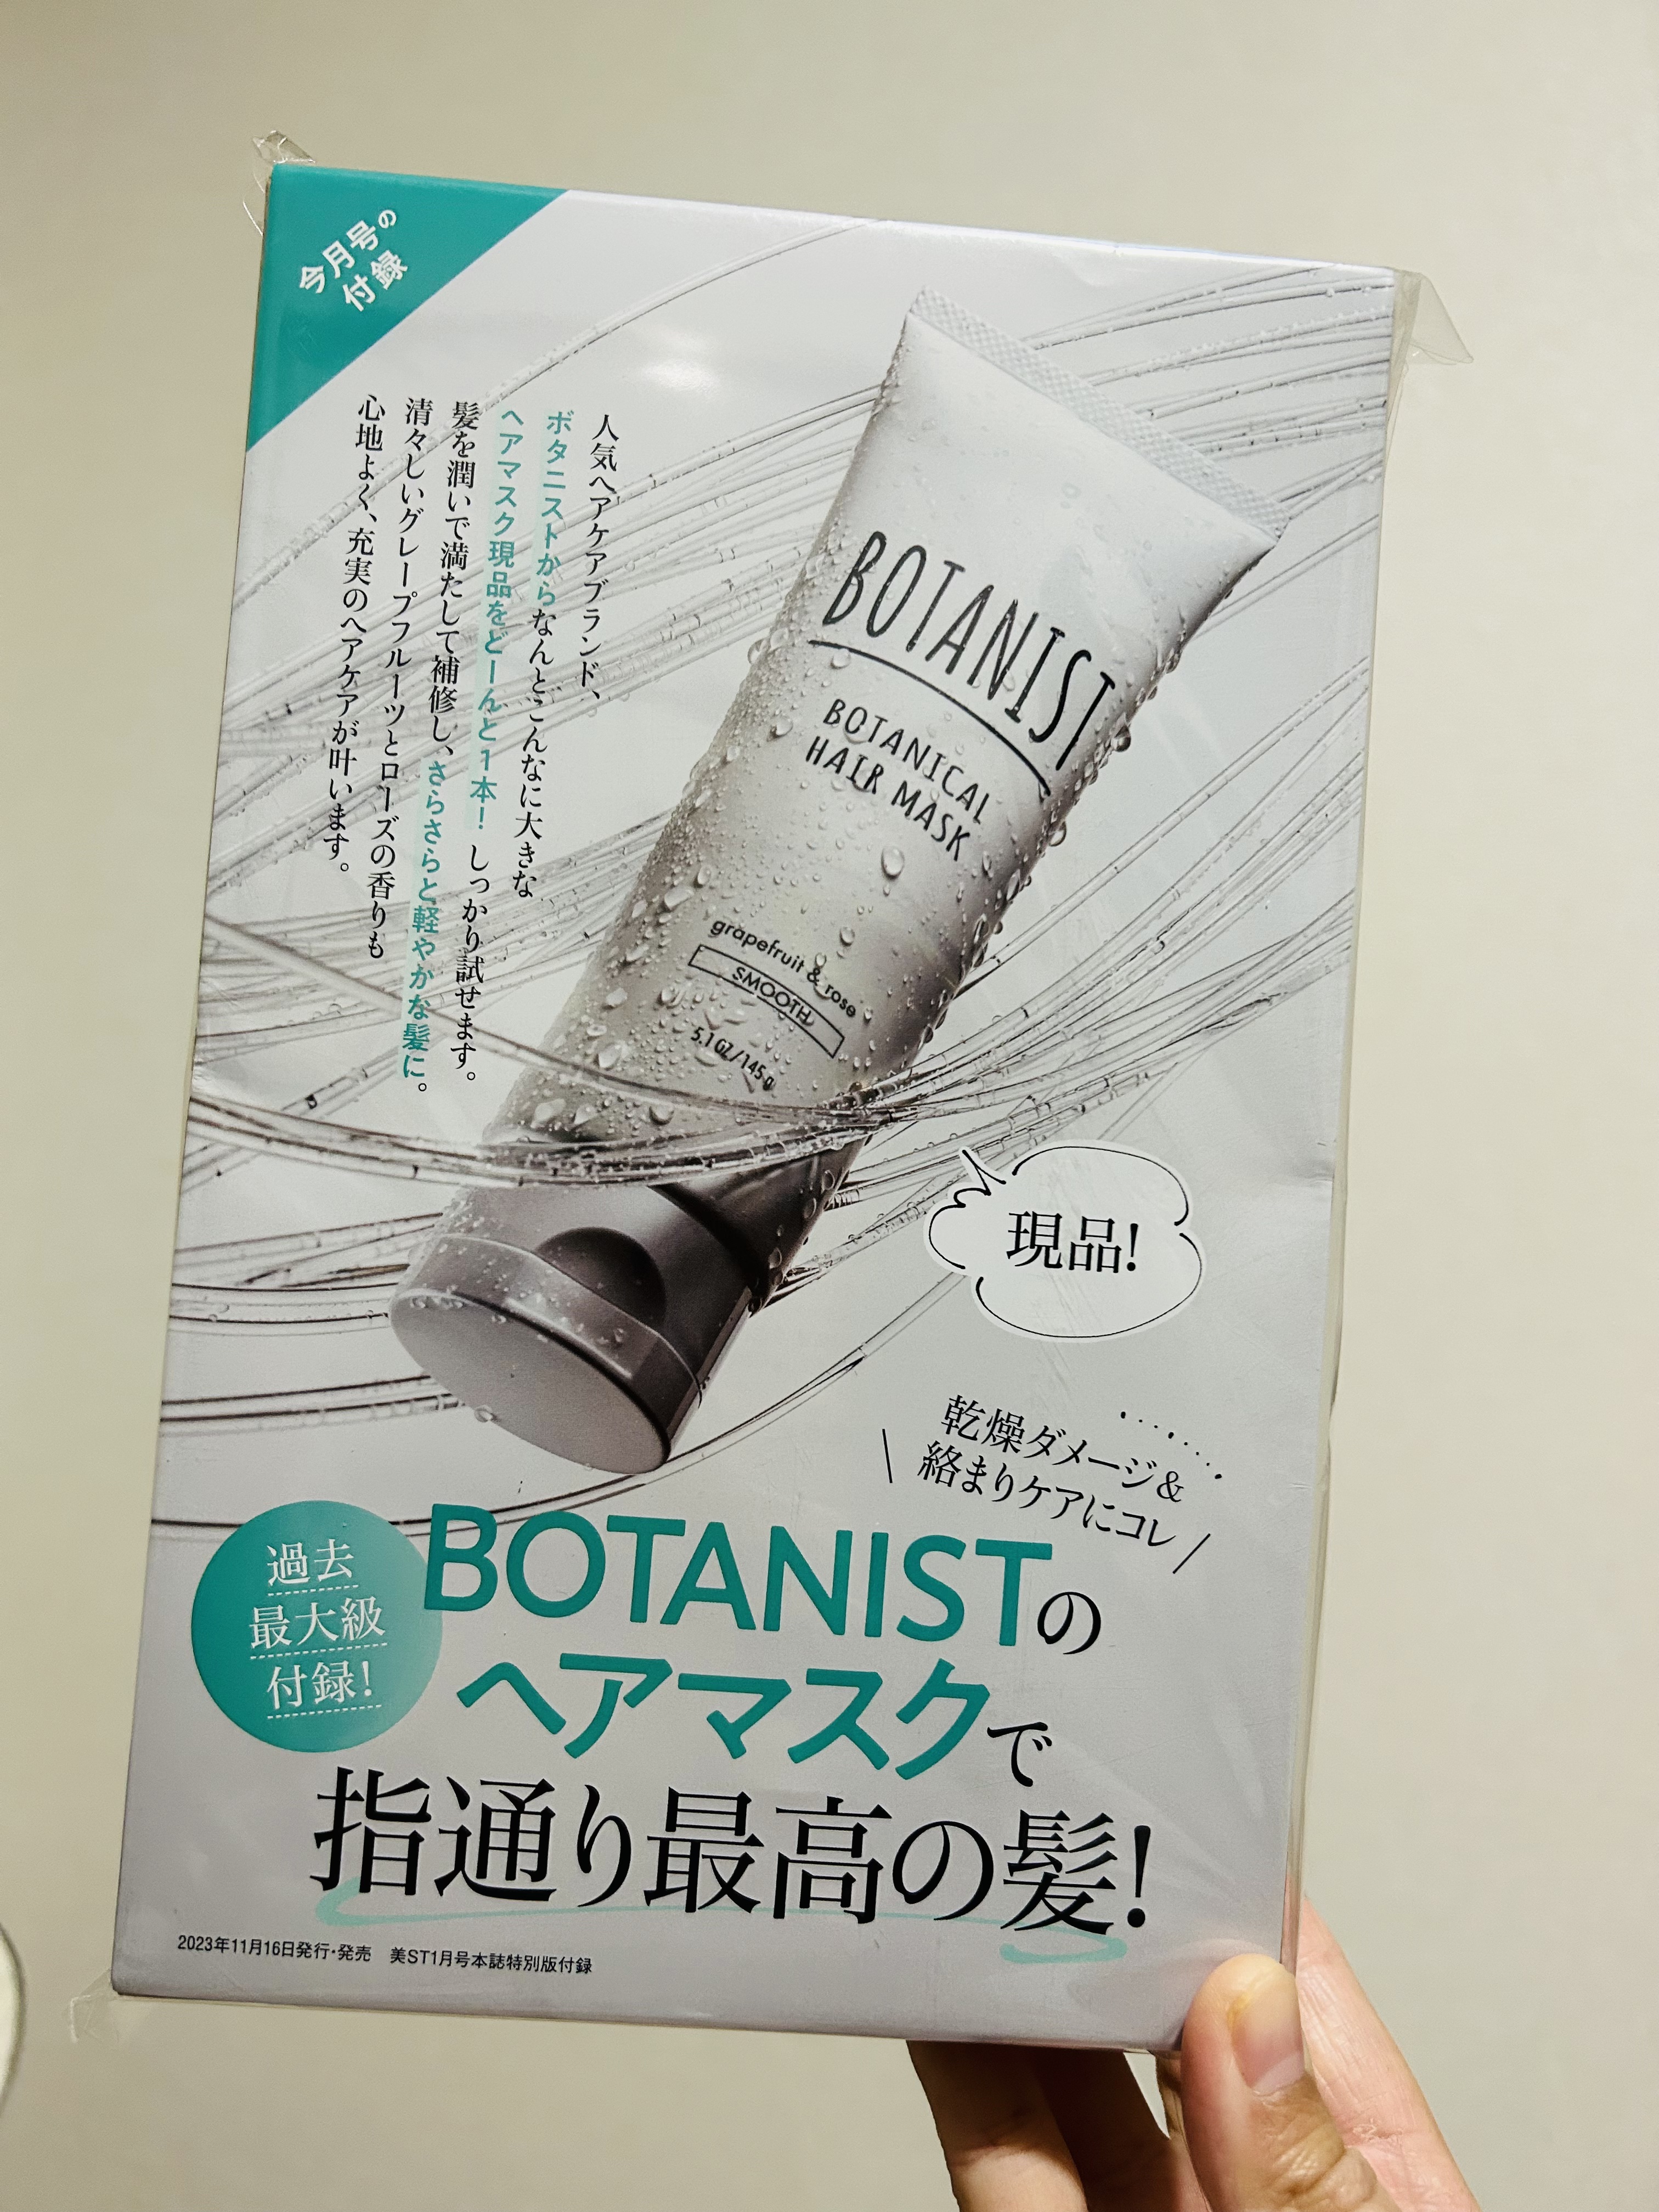 今月号の
付録
人気ヘアケアブランド、
ボタニストからなんとこんなに大きな
ヘアマスク現品をどーんと1本! しっかり試せます。
髪を潤いで満たして補修し、さらさらと軽やかな髪に。
清々しいグレープフルーツとローズの香りも
心地よく、充実のヘアケアが叶います。
BOTANIST
BOTANICAL
HAIR MASK
grapefruit & rose
SMOOTH
5.1 OZ/145g
現品!
乾燥ダメージ&
絡まりケアにコレ
過去
最大級
付録!
BOTANISTの
ヘアマスクで
指通り最高の髪!
2023年11月16日発行・発売 美ST1月号本誌特別版付録